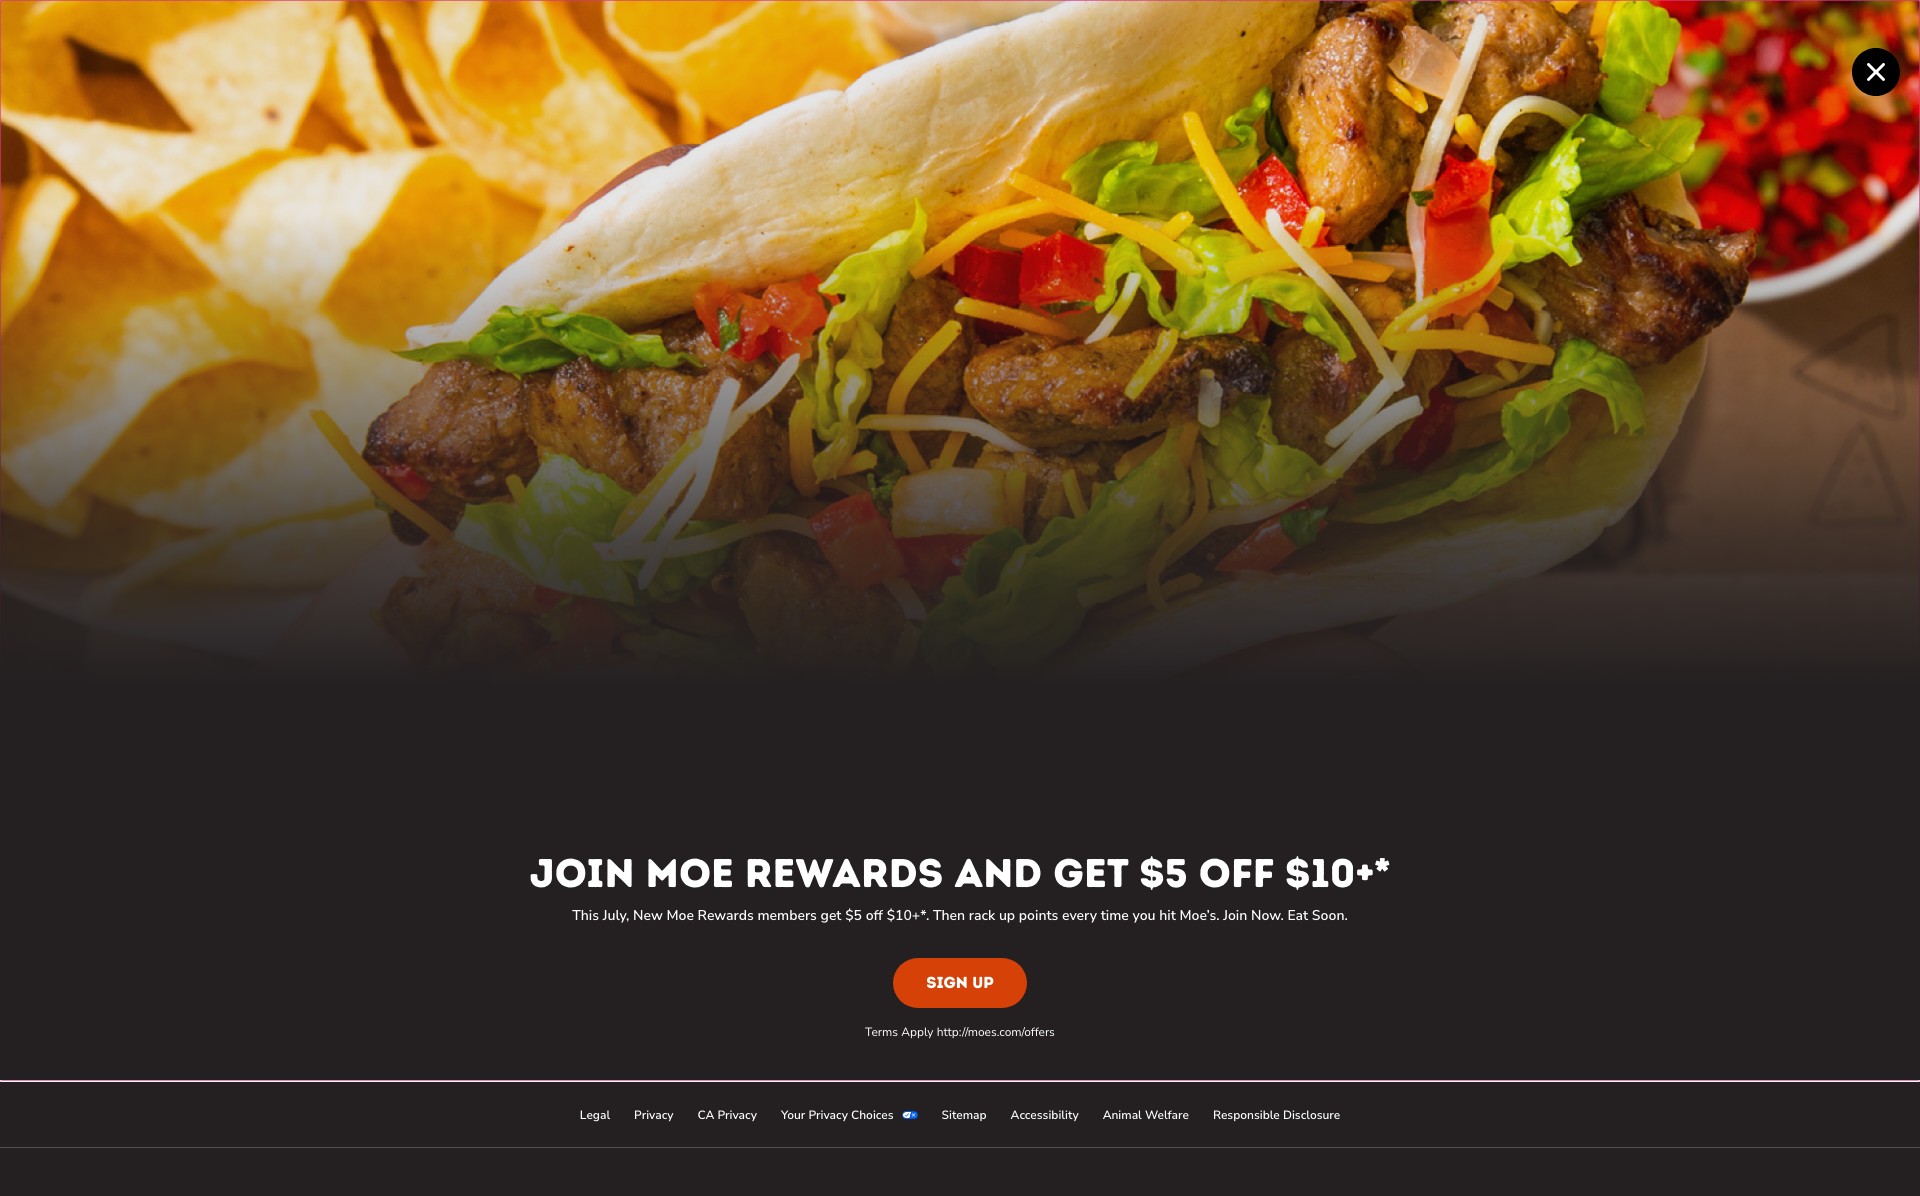 JOIN MOE REWARDS AND GET $5 OFF $10+*
This July, New Moe Rewards members get $5 off $10+*. Then rack up points every time you hit Moe's. Join Now. Eat Soon.
SIGN UP
Terms Apply http://moes.com/offers
Legal Privacy CA Privacy Your Privacy Choices Sitemap Accessibility Animal Welfare Responsible Disclosure